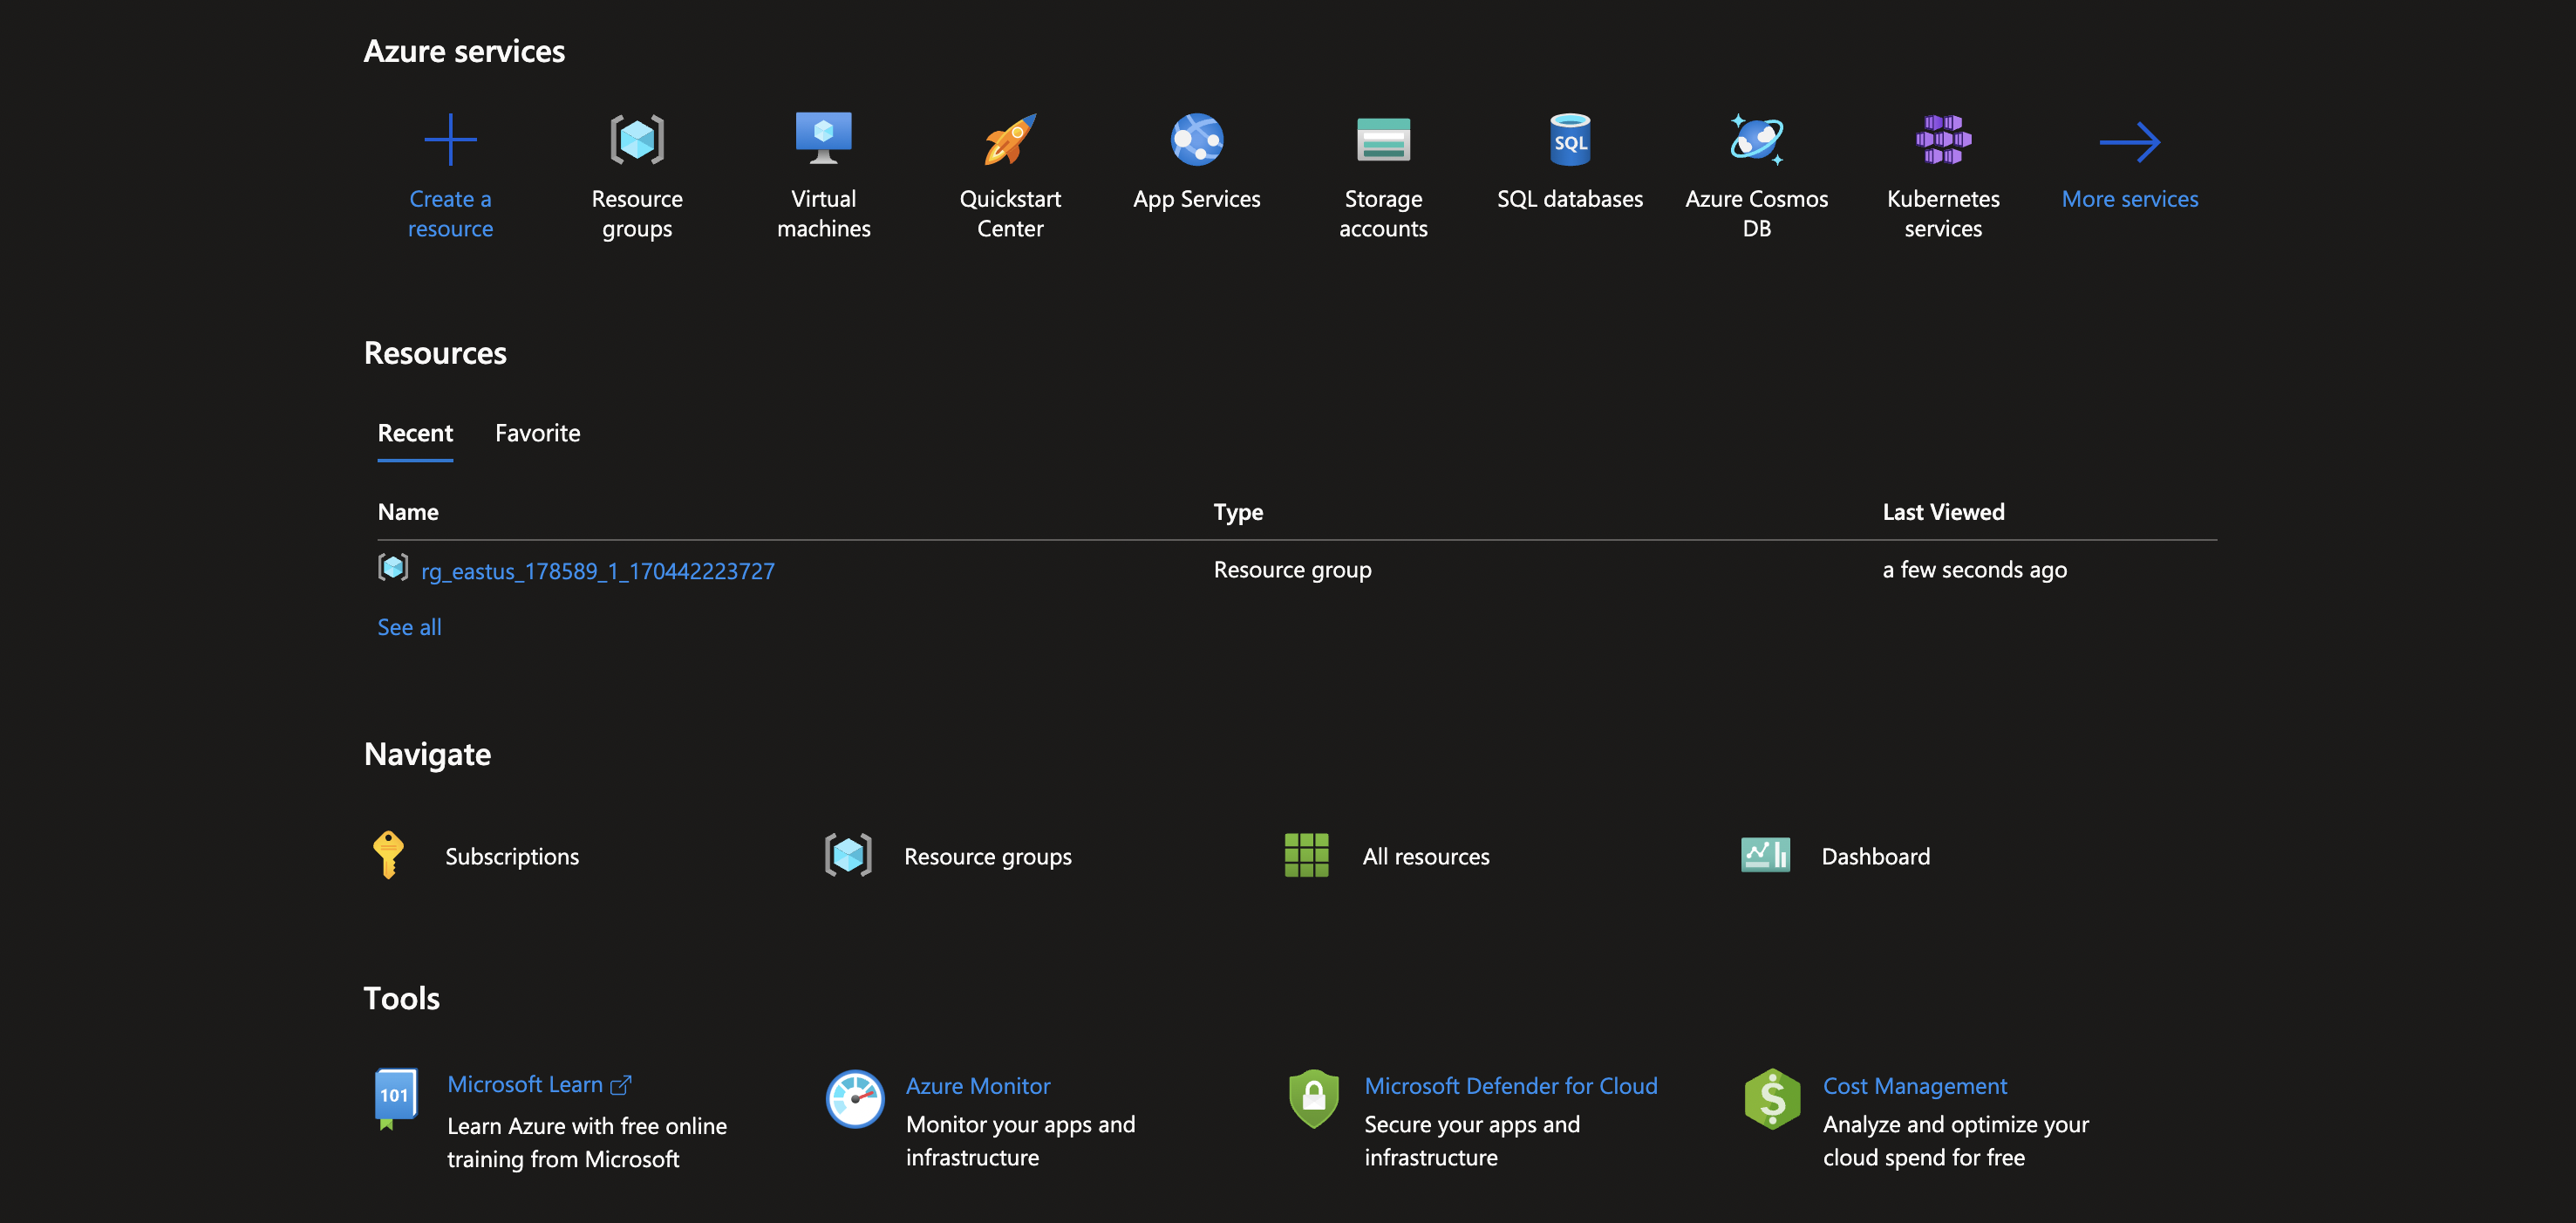 Azure services
Create a
resource
Resource
groups
Virtual
machines
Quickstart
Center
App Services
Storage
accounts
SQL
SQL databases
Azure Cosmos
DB
Kubernetes
services
More services
Resources
Recent Favorite
Name Type Last Viewed
rg_eastus_178589_1_170442223727 Resource group a few seconds ago
See all
Navigate
Subscriptions Resource groups All resources Dashboard
Tools
101
Microsoft Learn
Learn Azure with free online
training from Microsoft
Azure Monitor
Monitor your apps and
infrastructure
Microsoft Defender for Cloud
Secure your apps and
infrastructure
$
Cost Management
Analyze and optimize your
cloud spend for free